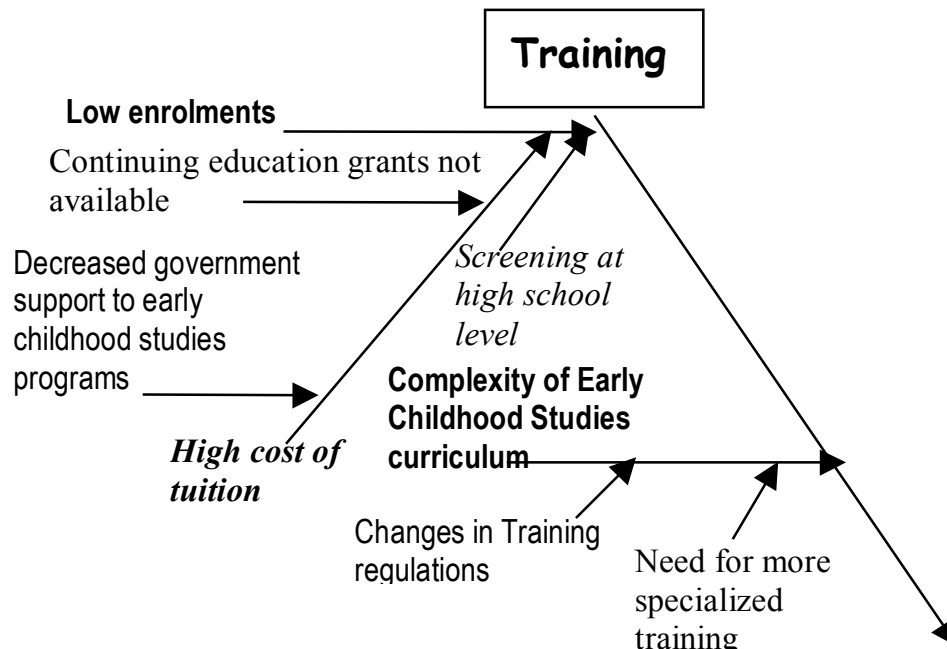 Training
Low enrolments
Continuing education grants not
available
Decreased government
support to early
childhood studies
programs
Screening at
high school
level
High cost of
tuition
Complexity of Early
Childhood Studies
curriculum
Changes in Training
regulations
Need for more
specialized
training